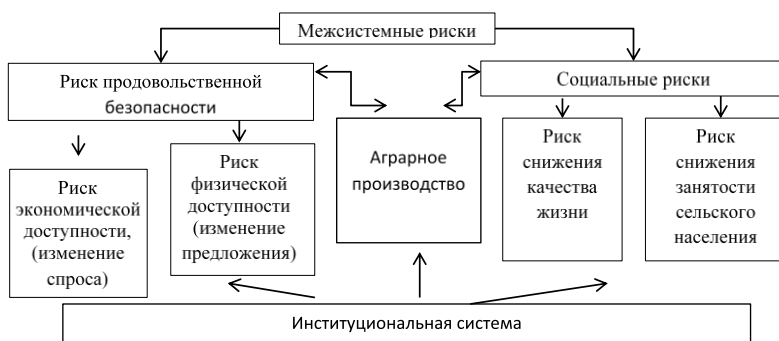 Межсистемные риски
Риск продовольственной
безопасности
Социальные риски
Аграрное
производство
Риск
экономической
доступности,
(изменение
спроса)
Риск
физической
доступности
(изменение
предложения)
Риск
снижения
качества
жизни
Риск
снижения
занятости
сельского
населения
Институциональная система